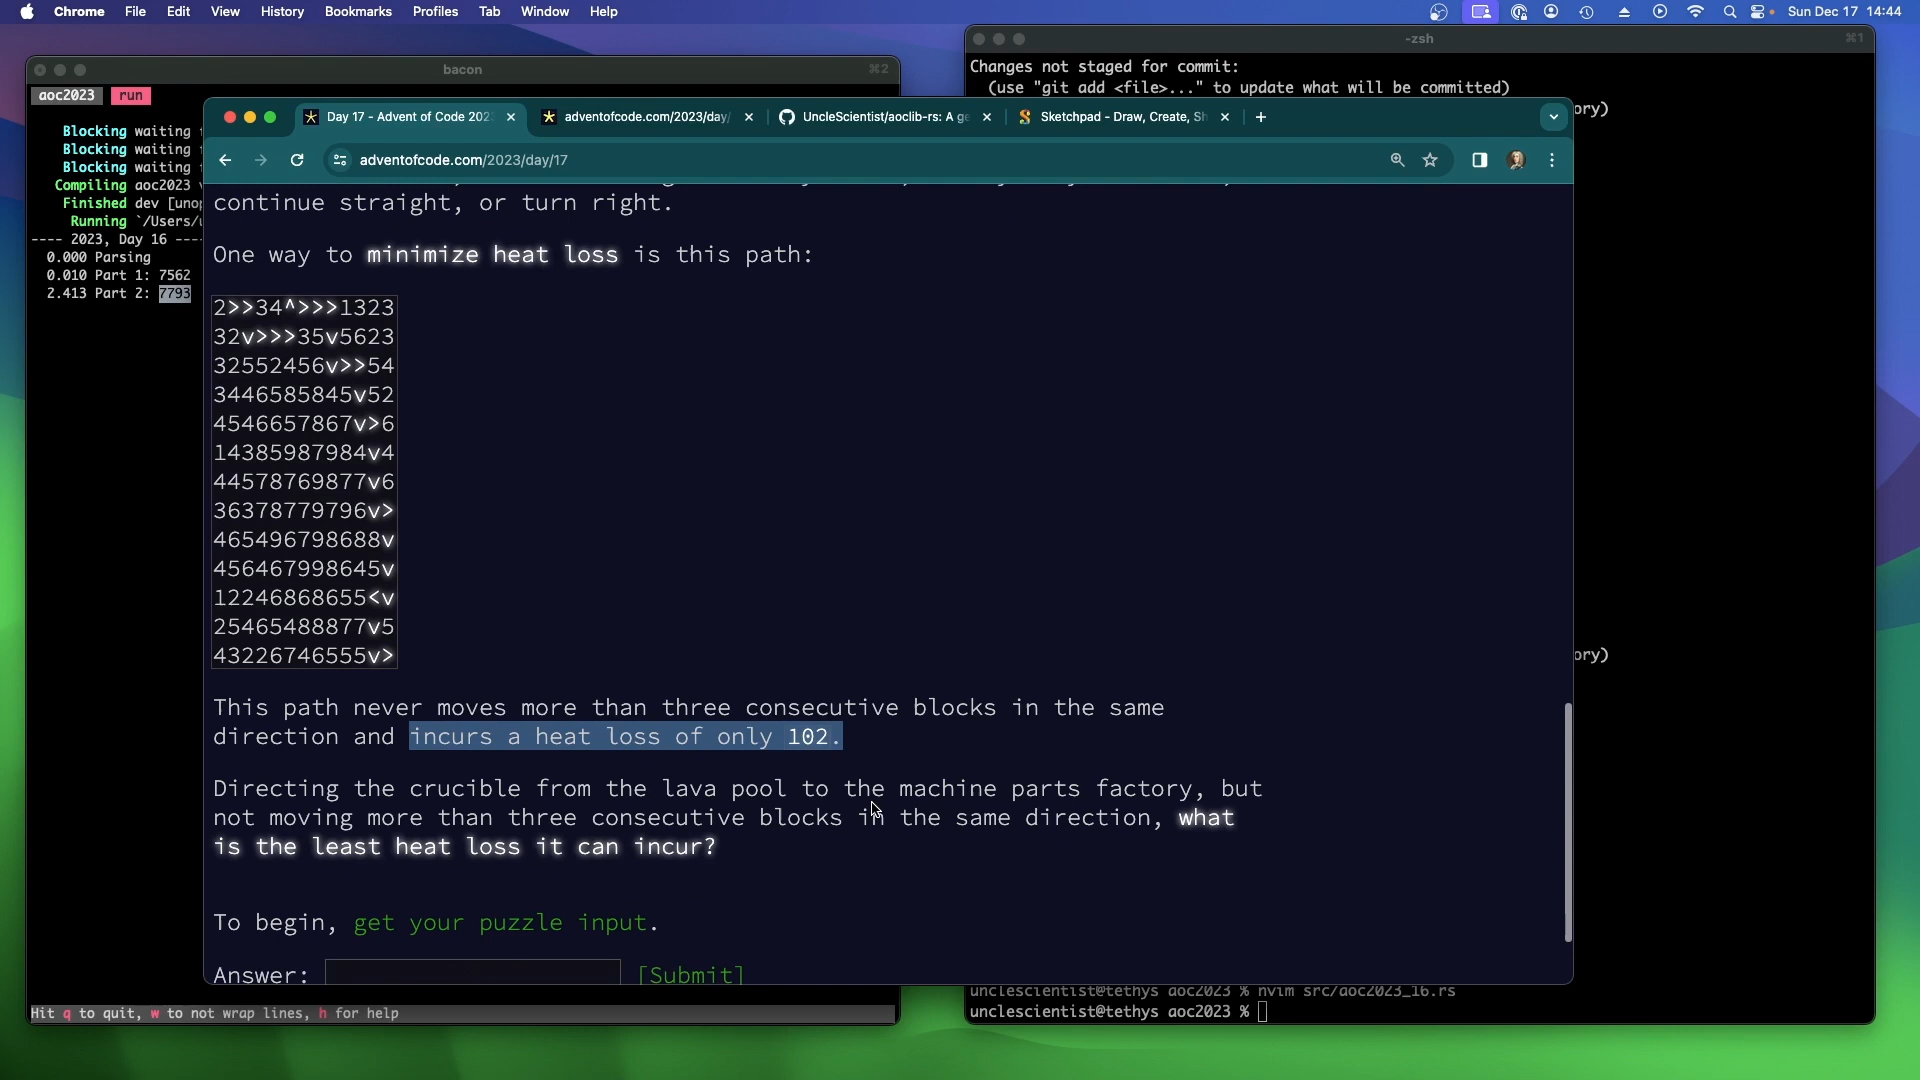 Chrome File Edit View History Bookmarks Profiles Tab Window Help Sun Dec 17 14:44
bacon ⌘2
-zsh ⌘1
aoc2023 run
Blocking waiting
Blocking waiting
Blocking waiting
Compiling aoc2023
Finished dev
Running `/Users/
---- 2023, Day 16 ----
0.000 Parsing
0.010 Part 1: 7562
2.413 Part 2: 7793
Hit q to quit, w to not wrap lines, h for help
Changes not staged for commit:
(use "git add <file>..." to update what will be committed)
ory)
ory)
unclescientist@tethys aoc2023 % nvim src/aoc2023_16.rs
unclescientist@tethys aoc2023 %
Day 17 - Advent of Code 202
adventofcode.com/2023/day/
UncleScientist/aoclib-rs: A ge
Sketchpad - Draw, Create, Sh
adventofcode.com/2023/day/17
continue straight, or turn right.
One way to minimize heat loss is this path:
2>>34^>>>1323
32v>>>35v5623
32552456v>>54
3446585845v52
4546657867v>6
14385987984v4
44578769877v6
36378779796v>
465496798688v
456467998645v
12246868655<v
25465488877v5
43226746555v>
This path never moves more than three consecutive blocks in the same
direction and incurs a heat loss of only 102.
Directing the crucible from the lava pool to the machine parts factory, but
not moving more than three consecutive blocks in the same direction, what
is the least heat loss it can incur?
To begin, get your puzzle input.
Answer: [Submit]